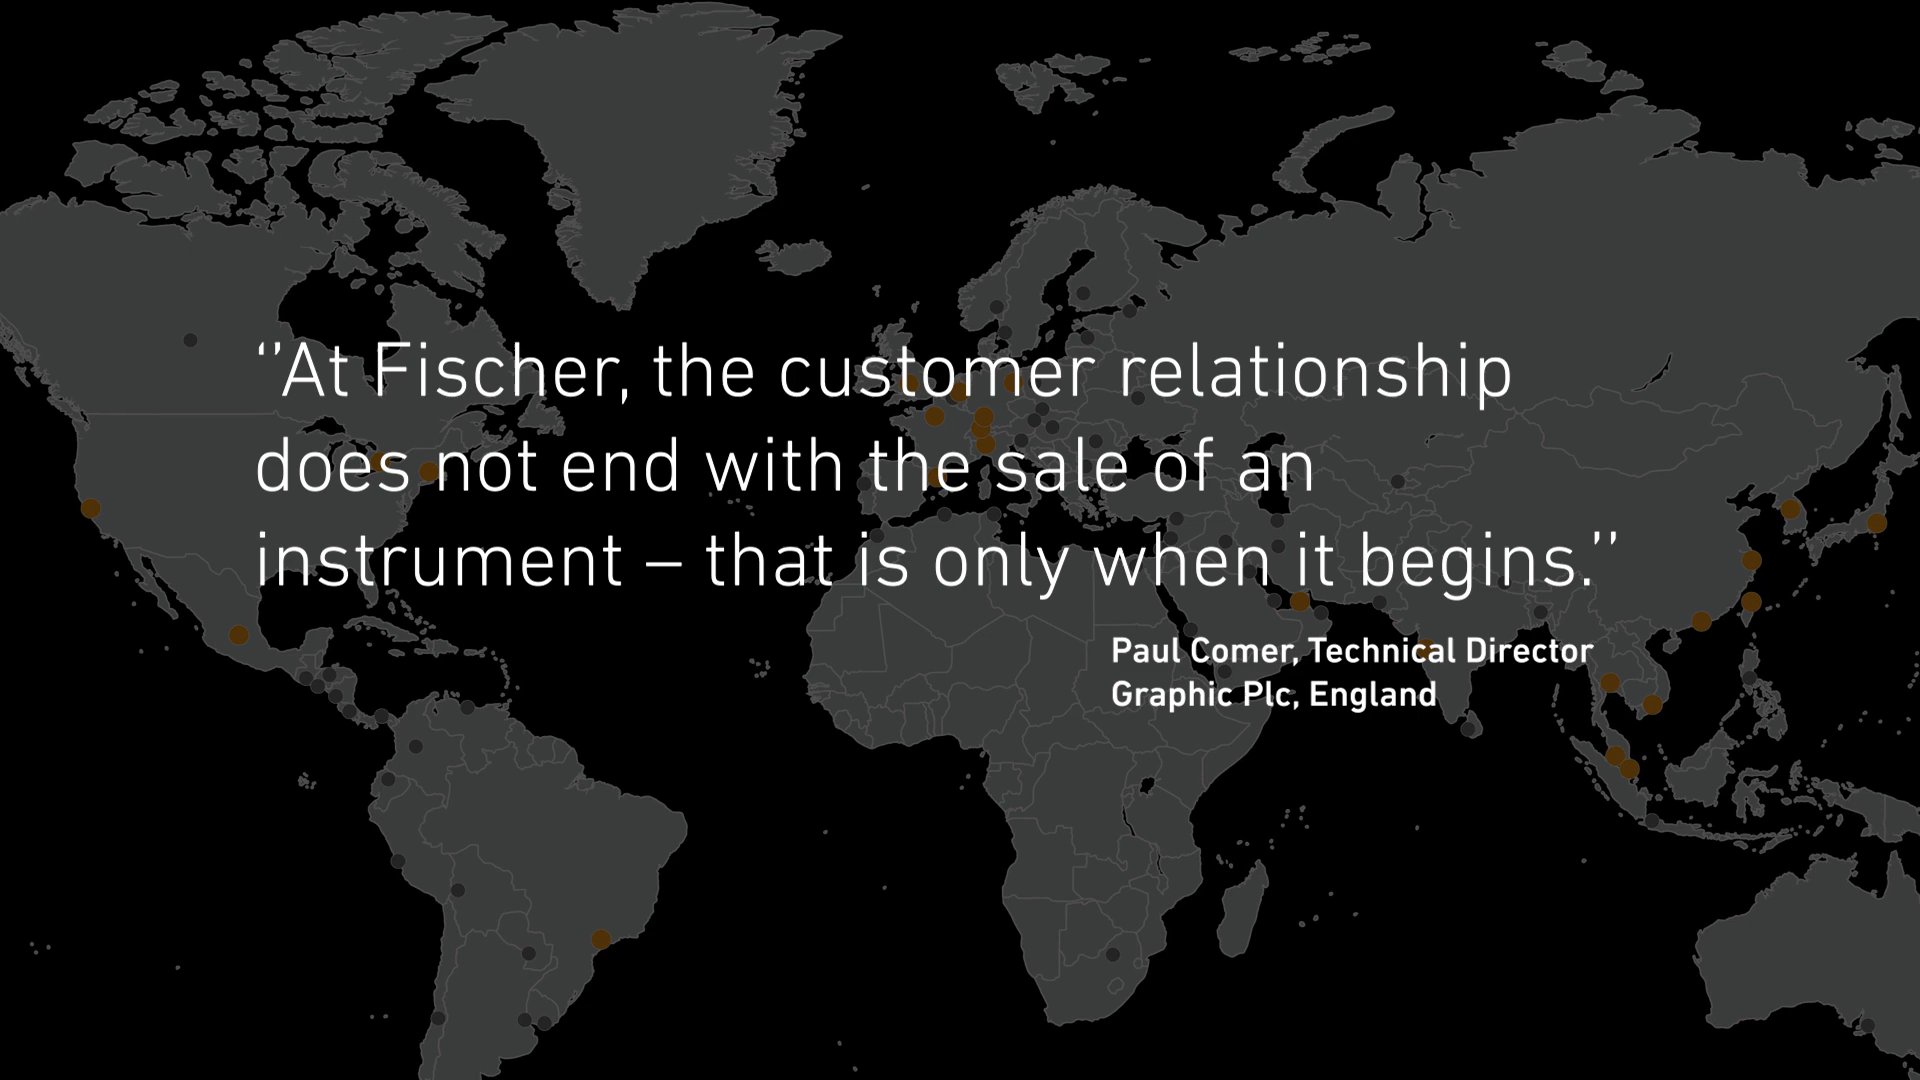 ‘’At Fischer, the customer relationship
does not end with the sale of an
instrument – that is only when it begins.’’
Paul Comer, Technical Director
Graphic Plc, England